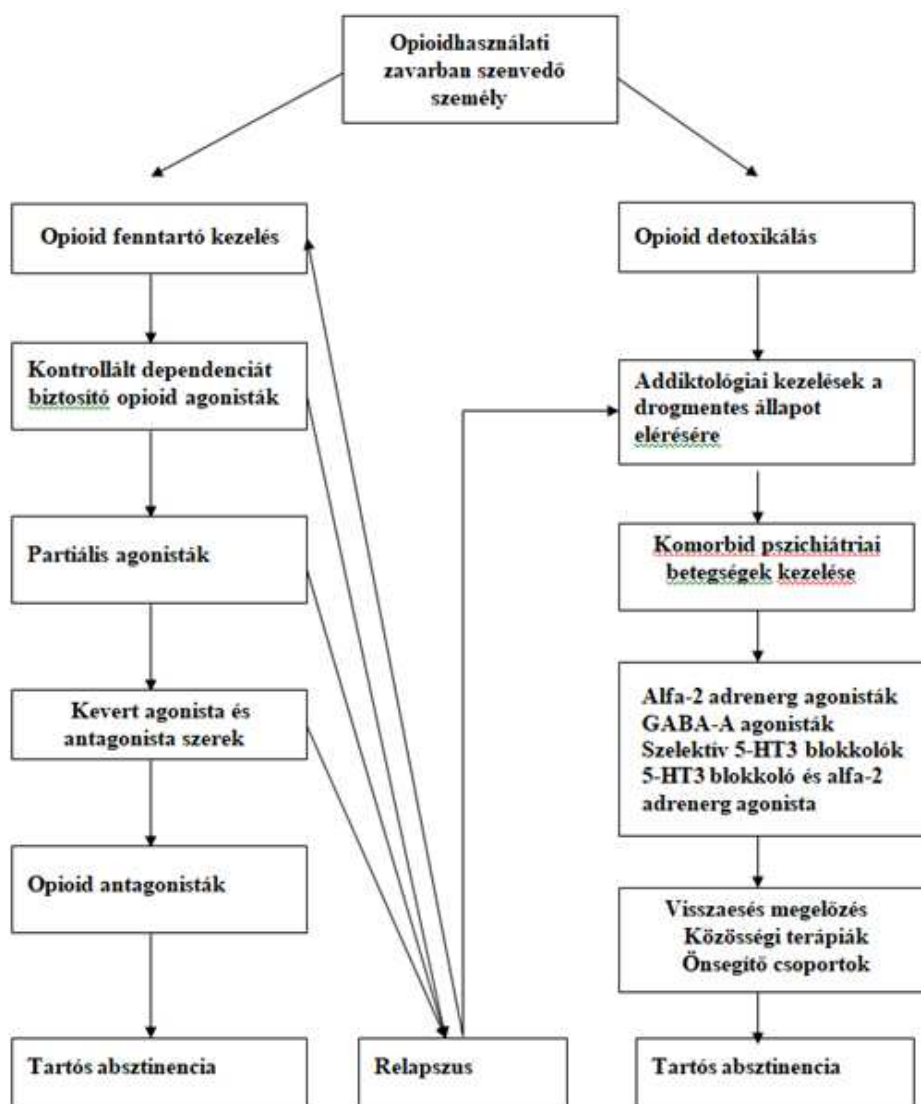 Opioidhasználati
zavarban szenvedő
személy
Opioid fenntartó kezelés
Kontrollált dependenciát
biztosító opioid agonisták
Partiális agonisták
Kevert agonista és
antagonista szerek
Opioid antagonisták
Tartós absztinencia
Relapszus
Opioid detoxikálás
Addiktológiai kezelések a
drogmentes állapot
elérésére
Komorbid pszichiátriai
betegségek kezelése
Alfa-2 adrenerg agonisták
GABA-A agonisták
Szelektív 5-HT3 blokkolók
5-HT3 blokkoló és alfa-2
adrenerg agonista
Visszaesés megelőzés
Közösségi terápiák
Önsegítő csoportok
Tartós absztinencia